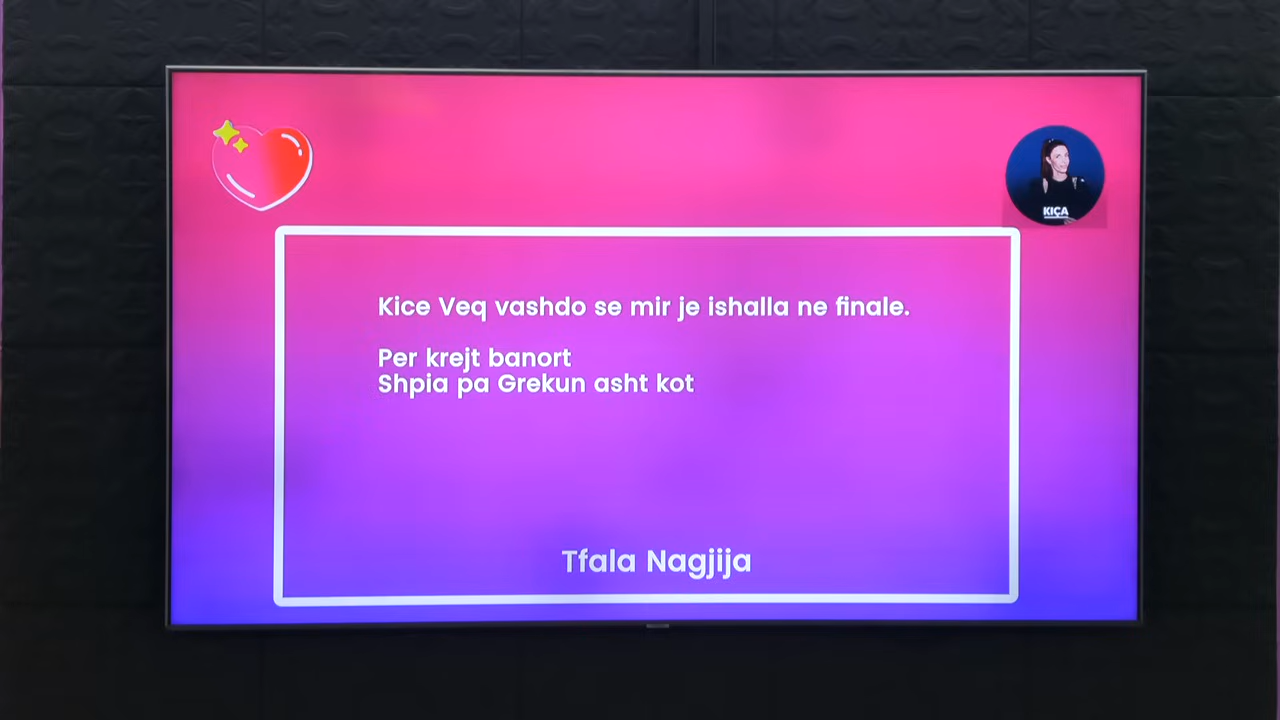 KIÇA
Kice Veq vashdo se mir je ishalla ne finale.
Per krejt banort
Shpia pa Grekun asht kot
Tfala Nagjija